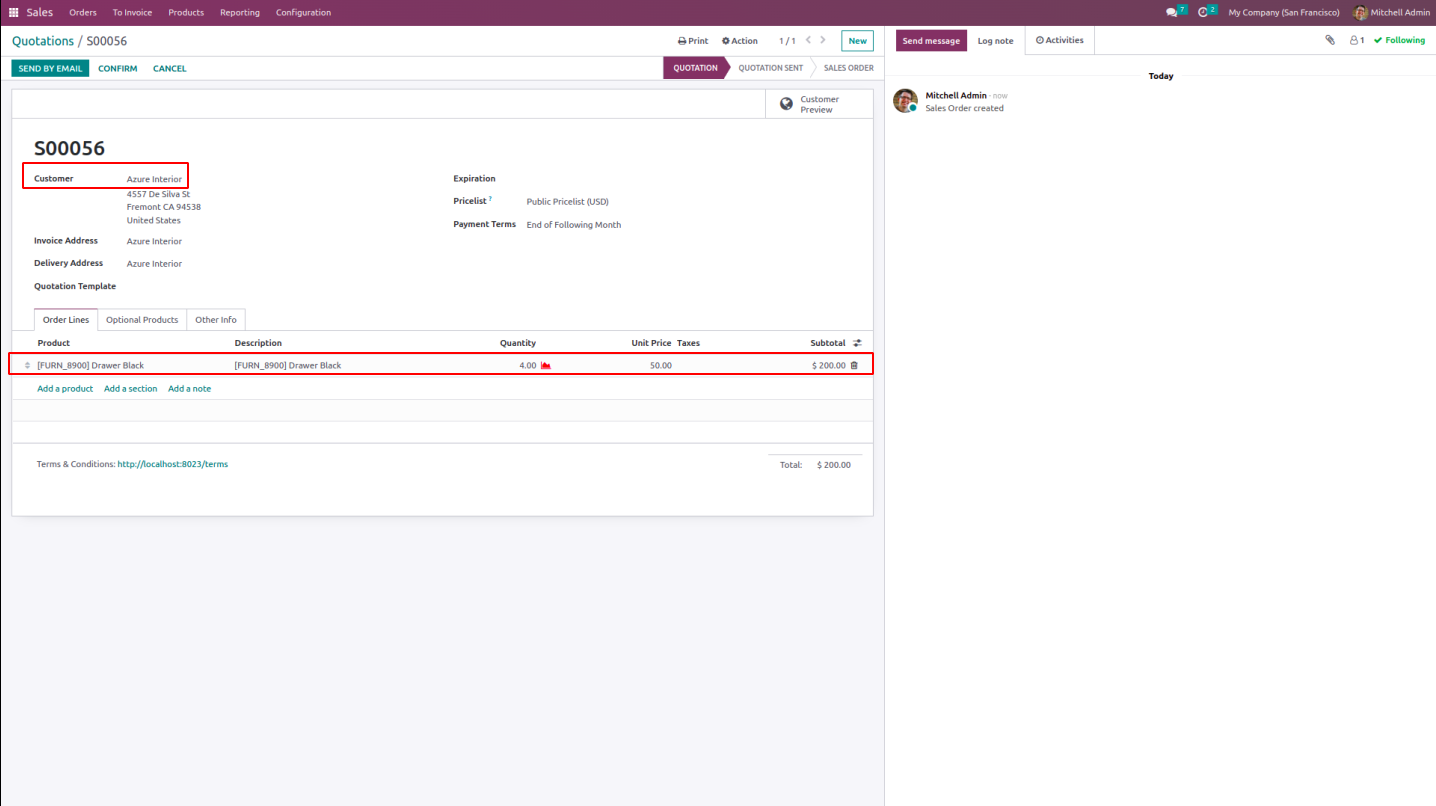 Sales Orders To Invoice Products Reporting Configuration 7 2 My Company (San Francisco) Mitchell Admin
Quotations / S00056 Print Action 1 / 1 New
SEND BY EMAIL CONFIRM CANCEL QUOTATION QUOTATION SENT SALES ORDER
Customer
Preview
S00056
Customer Azure Interior
4557 De Silva St
Fremont CA 94538
United States
Invoice Address Azure Interior
Delivery Address Azure Interior
Quotation Template
Expiration
Pricelist ? Public Pricelist (USD)
Payment Terms End of Following Month
Order Lines Optional Products Other Info
Product Description Quantity Unit Price Taxes Subtotal
[FURN_8900] Drawer Black [FURN_8900] Drawer Black 4.00 50.00 $ 200.00
Add a product Add a section Add a note
Terms & Conditions: http://localhost:8023/terms
Total: $ 200.00
Send message Log note Activities 1 Following
Today
Mitchell Admin - now
Sales Order created